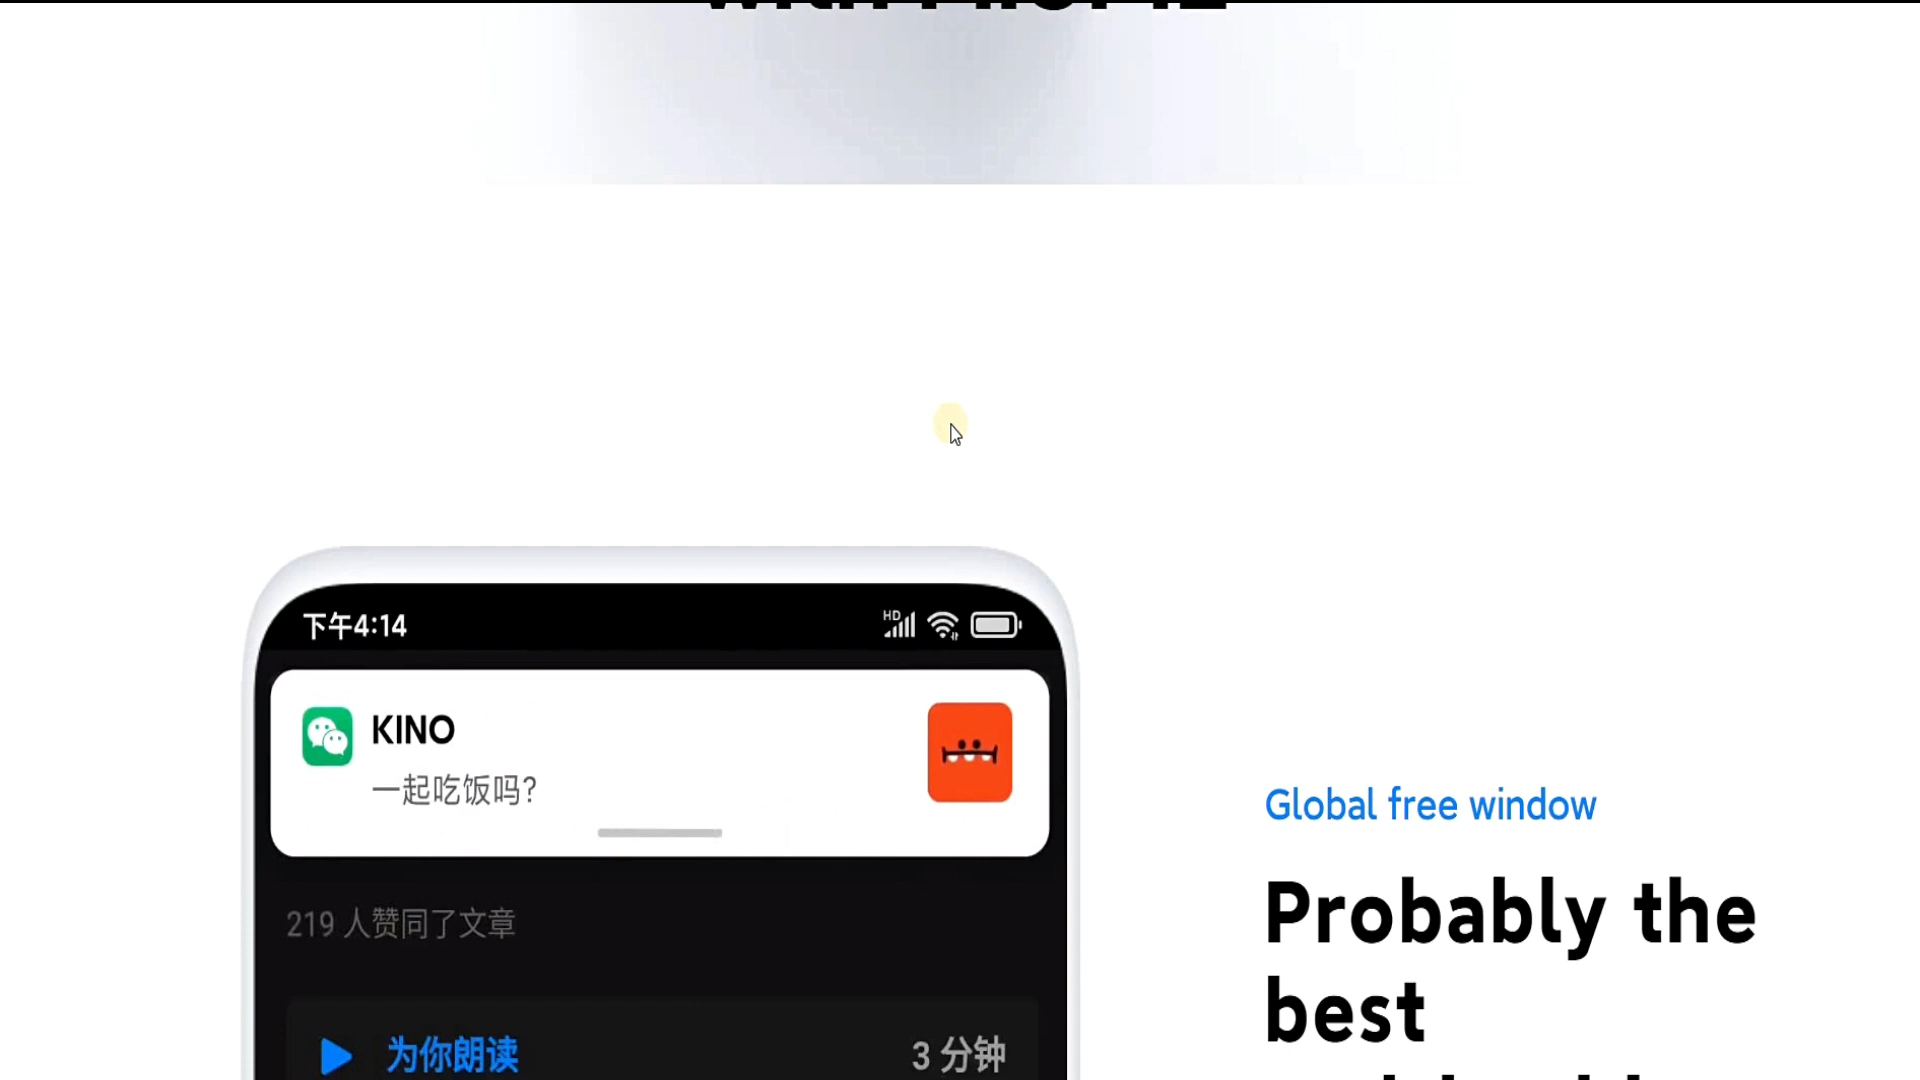 下午4:14
HD
KINO
一起吃饭吗?
219 人赞同了文章
为你朗读
3 分钟
Global free window
Probably the
best